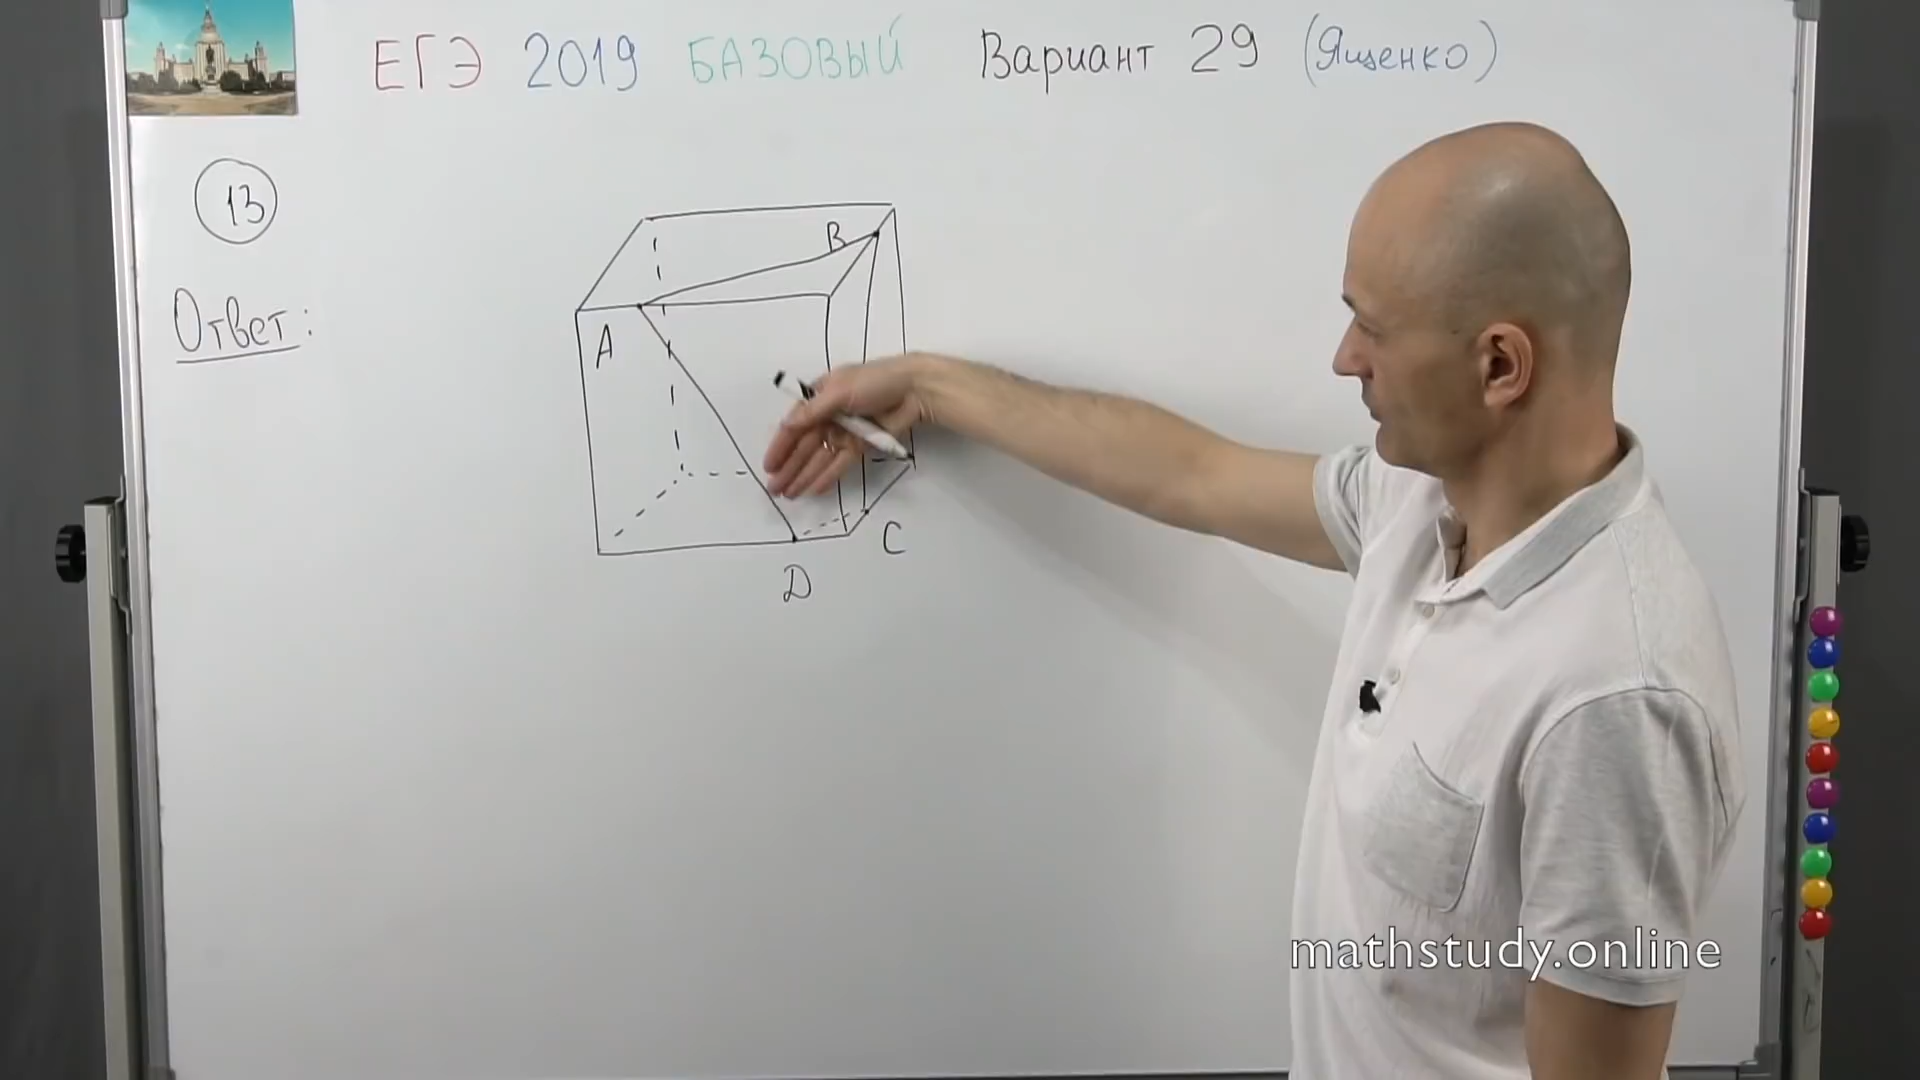 ЕГЭ 2019 БАЗОВЫЙ Вариант 29 (Ященко)
13
Ответ:
B
A
C
D
mathstudy.online